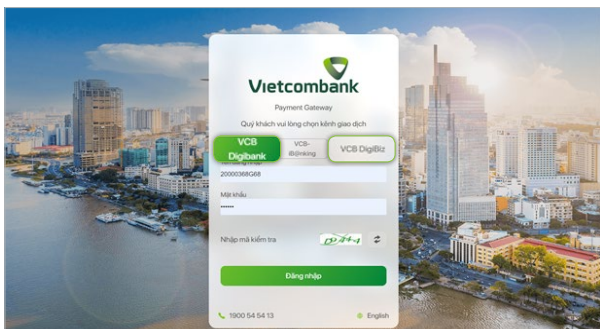 Vietcombank
Payment Gateway
Quý khách vui lòng chọn kênh giao dịch
VCB
Digibank
VCB-
iB@nking
VCB DigiBiz
20000368G68
Mật khẩu
••••••
Nhập mã kiểm tra
Đăng nhập
1900 54 54 13
English